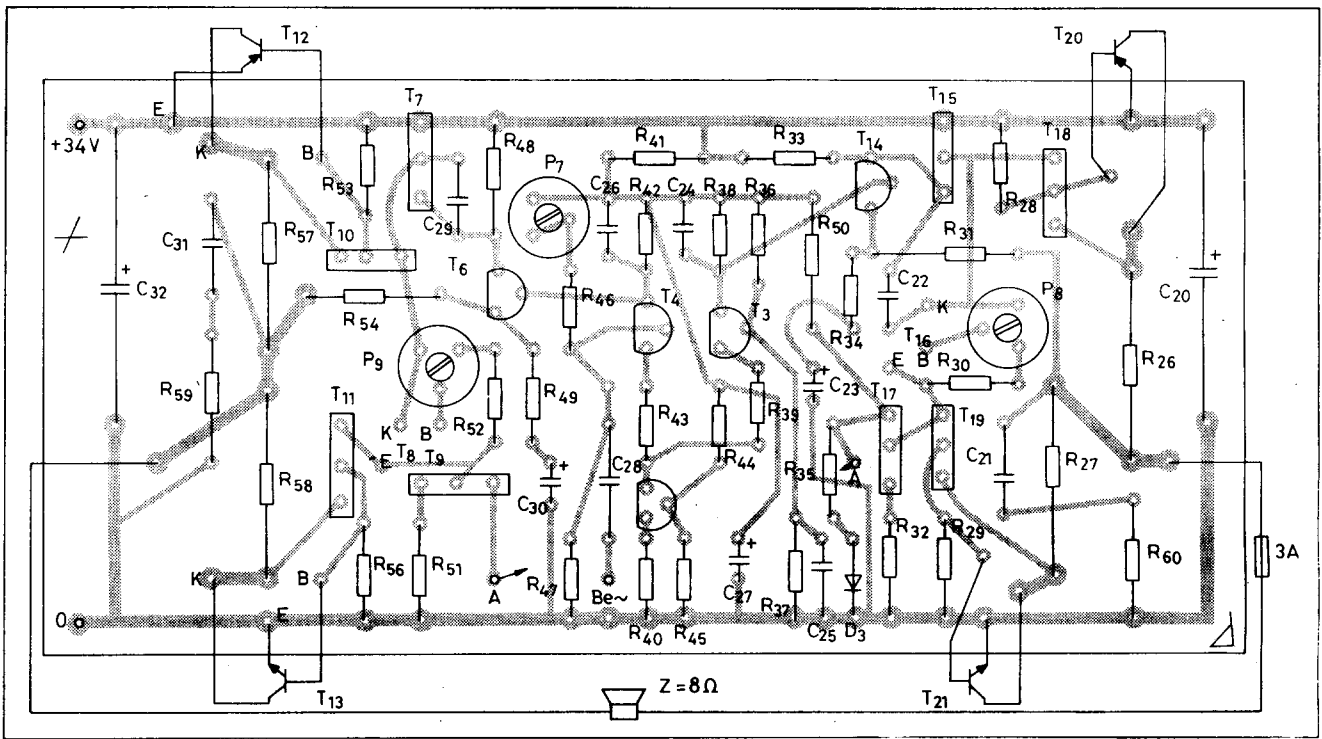 T12
T20
+34V
E
T7
T15
K
B
R53
R48
P7
R41
R33
T14
T18
R28
C31
R57
T10
C29
C26
R42
C24
R38
R36
R50
R31
C32
T6
R46
T4
T3
R34
C22
K
P8
C20
R54
T16
E
B
R30
R26
P9
R59
T11
K
B
R52
R49
R43
R39
C23
T17
T19
E
T8
T9
R44
R35
A
C21
R27
R58
C30
C28
K
B
R56
R51
A
R47
Be~
C27
R37
R32
R29
R60
3A
0
E
R40
R45
C25
D3
T13
Z=8Ω
T21